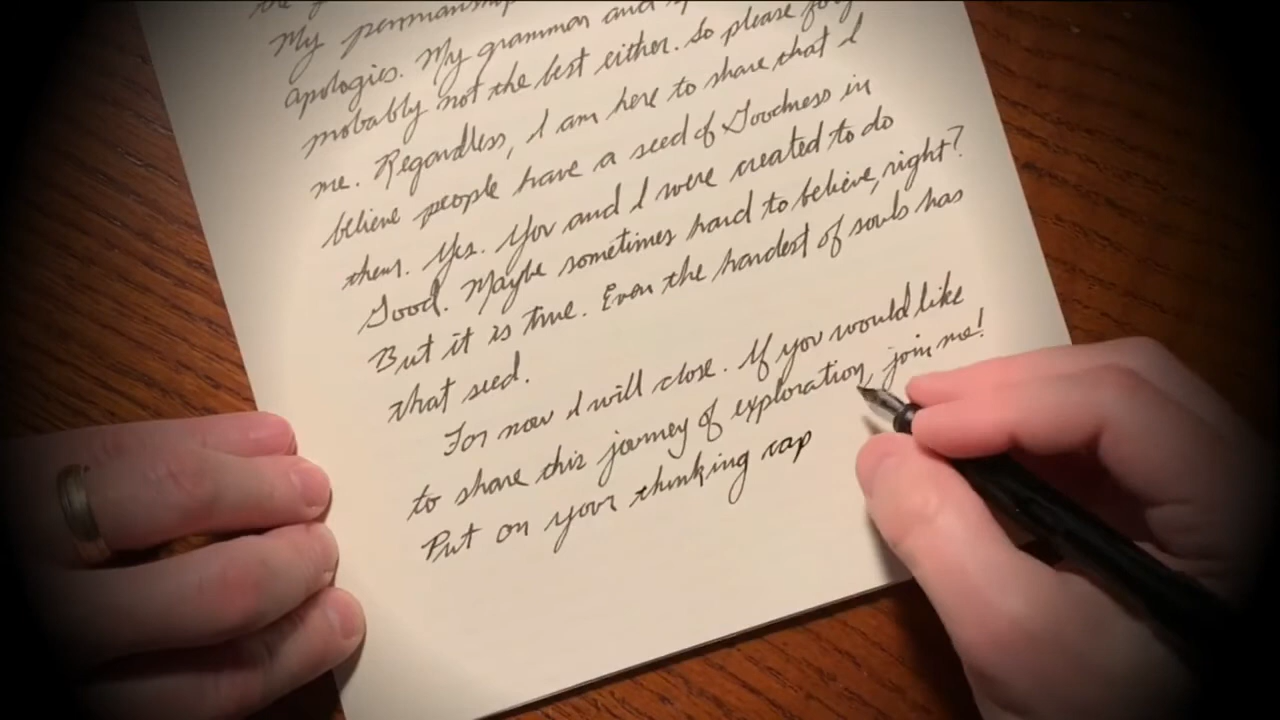 the
My penmanship
apologies. My grammar and
probably not the best either. So please
me. Regardless, I am here to share that I
believe people have a seed of Goodness in
them. Yes. You and I were created to do
Good. Maybe sometimes hard to believe, right?
But it is true. Even the hardest of souls has
that seed.
For now I will close. If you would like
to share this journey of exploration, join me!
Put on your thinking cap